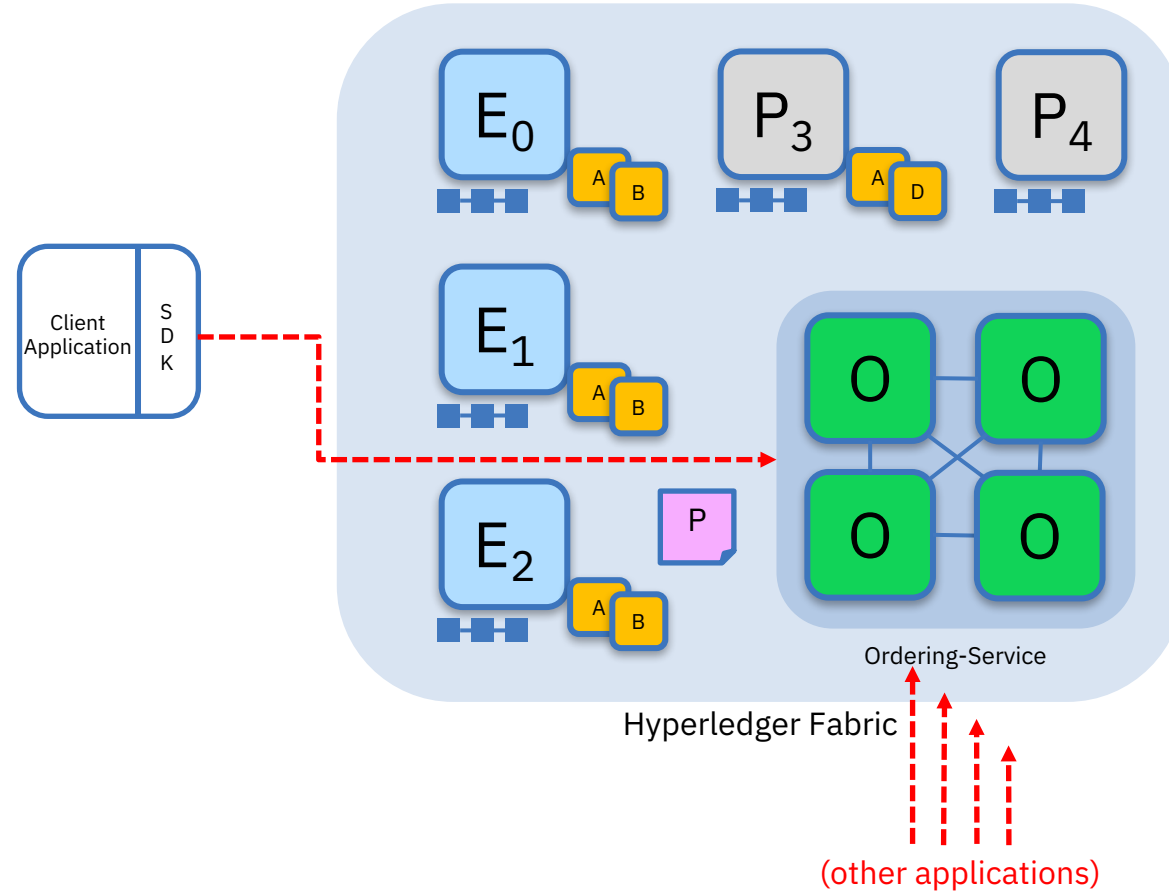 E0
A
B
P3
A
D
P4
Client
Application
S
D
K
E1
A
B
O
O
E2
A
B
P
O
O
Ordering-Service
Hyperledger Fabric
(other applications)